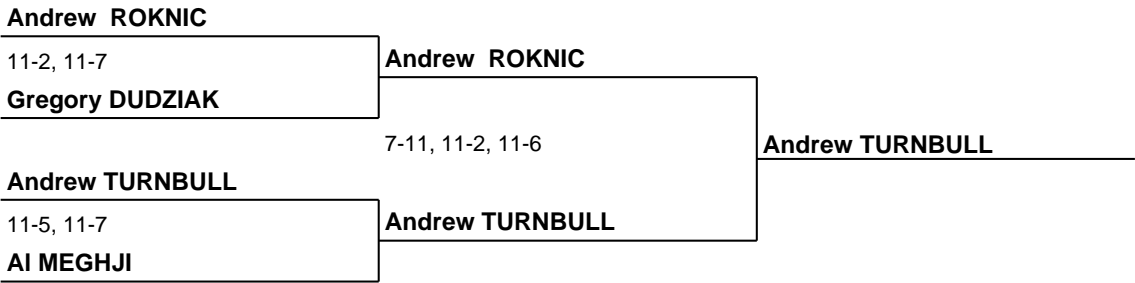 Andrew  ROKNIC
11-2, 11-7
Andrew  ROKNIC
Gregory DUDZIAK
7-11, 11-2, 11-6
Andrew TURNBULL
Andrew TURNBULL
11-5, 11-7
Andrew TURNBULL
Al MEGHJI